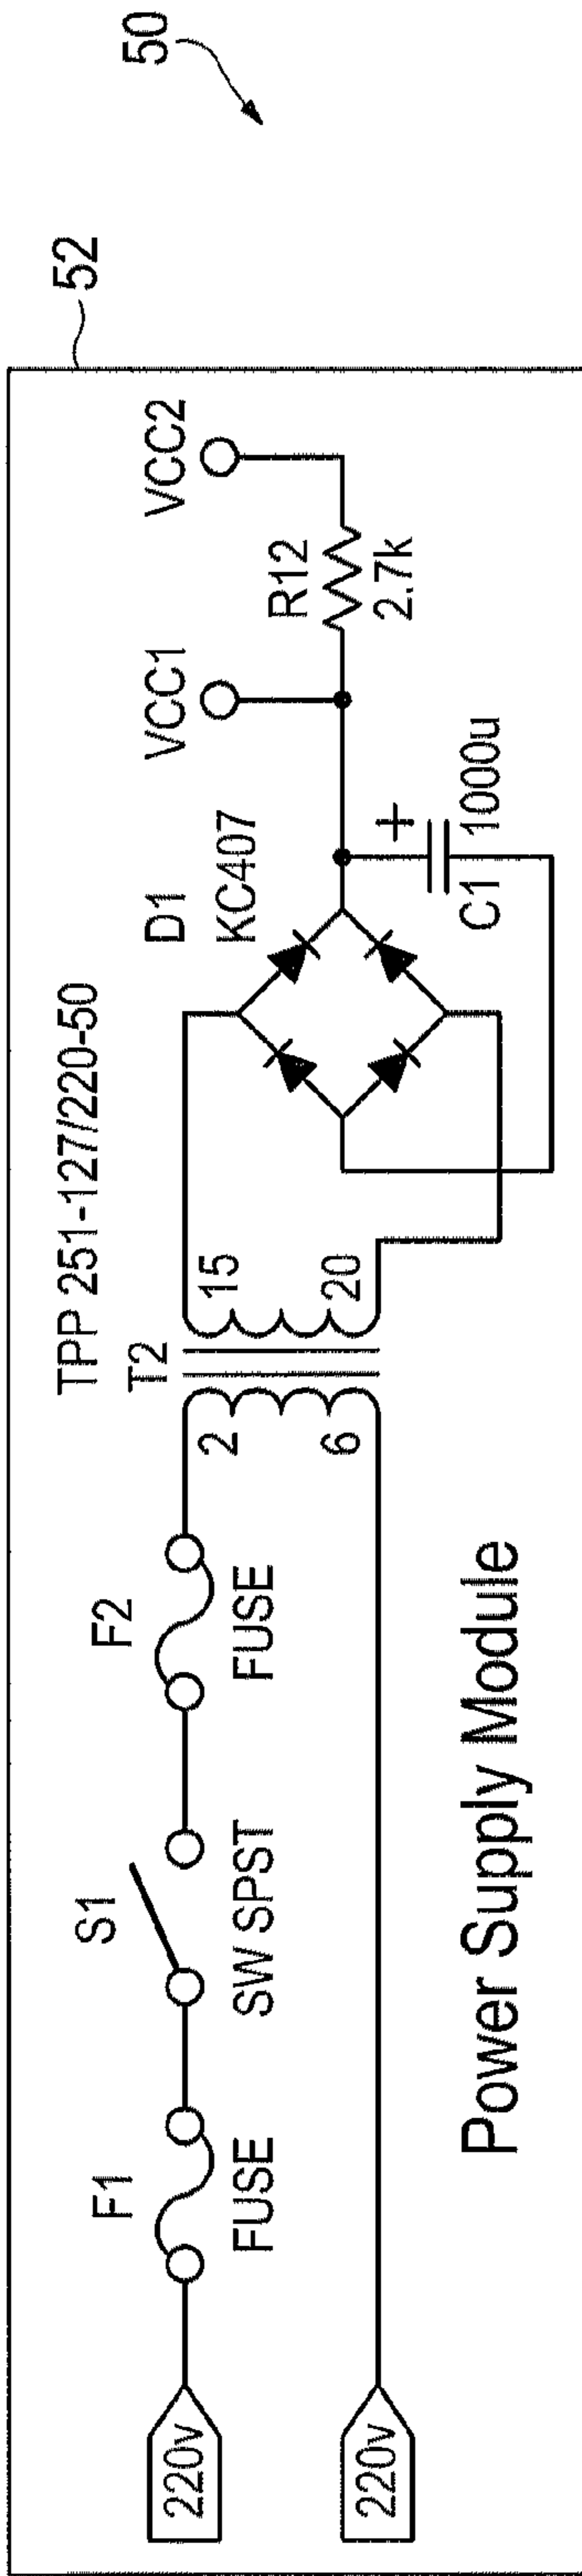 50
52
TPP 251-127/220-50
T2
2
15
6
20
D1
KC407
VCC1
VCC2
R12
2.7k
+
C1
1000u
F1
FUSE
S1
SW SPST
F2
FUSE
220v
220v
Power Supply Module